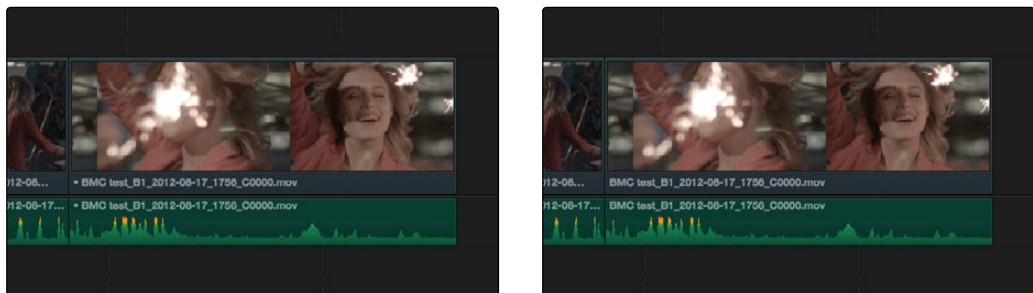 012-08...
• BMC test_B1_2012-08-17_1756_C0000.mov
012-08-17...
• BMC test_B1_2012-08-17_1756_C0000.mov
012-08...
BMC test_B1_2012-08-17_1756_C0000.mov
012-08-17...
BMC test_B1_2012-08-17_1756_C0000.mov